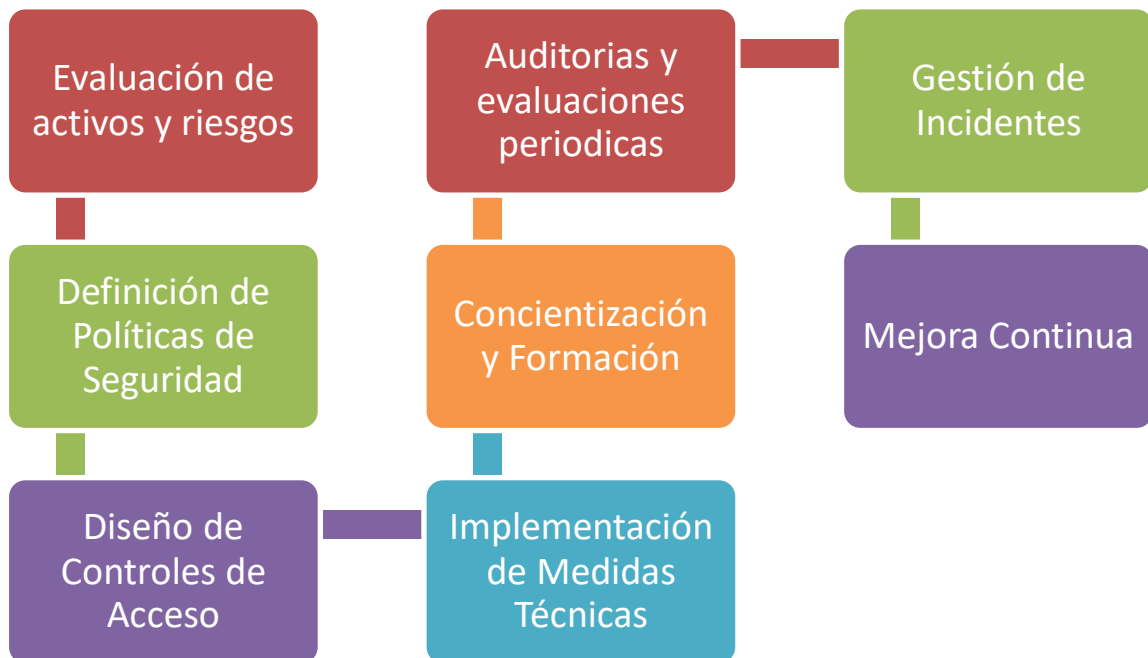 Evaluación de
activos y riesgos
Definición de
Políticas de
Seguridad
Diseño de
Controles de
Acceso
Implementación
de Medidas
Técnicas
Concientización
y Formación
Auditorias y
evaluaciones
periodicas
Gestión de
Incidentes
Mejora Continua